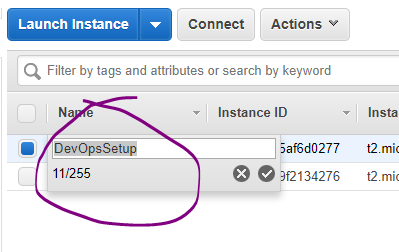 Launch Instance Connect Actions
Filter by tags and attributes or search by keyword
Name Instance ID Insta
DevOpsSetup 5af6d0277 t2.mic
11/255 9f2134276 t2.mic